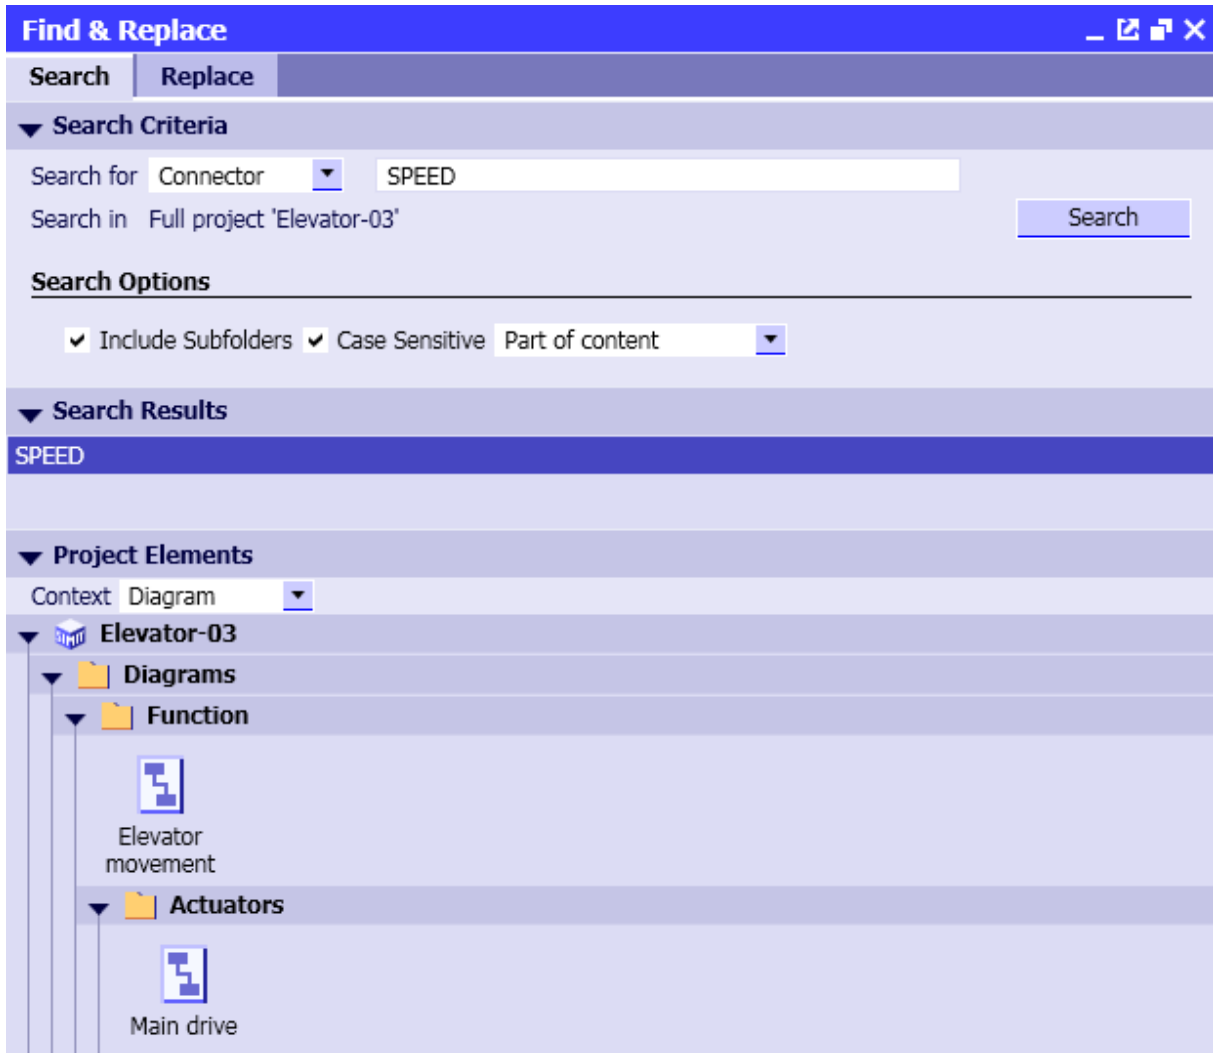 Find & Replace
Search Replace
Search Criteria
Search for Connector SPEED
Search in Full project 'Elevator-03'
Search
Search Options
Include Subfolders Case Sensitive Part of content
Search Results
SPEED
Project Elements
Context Diagram
Elevator-03
Diagrams
Function
Elevator
movement
Actuators
Main drive